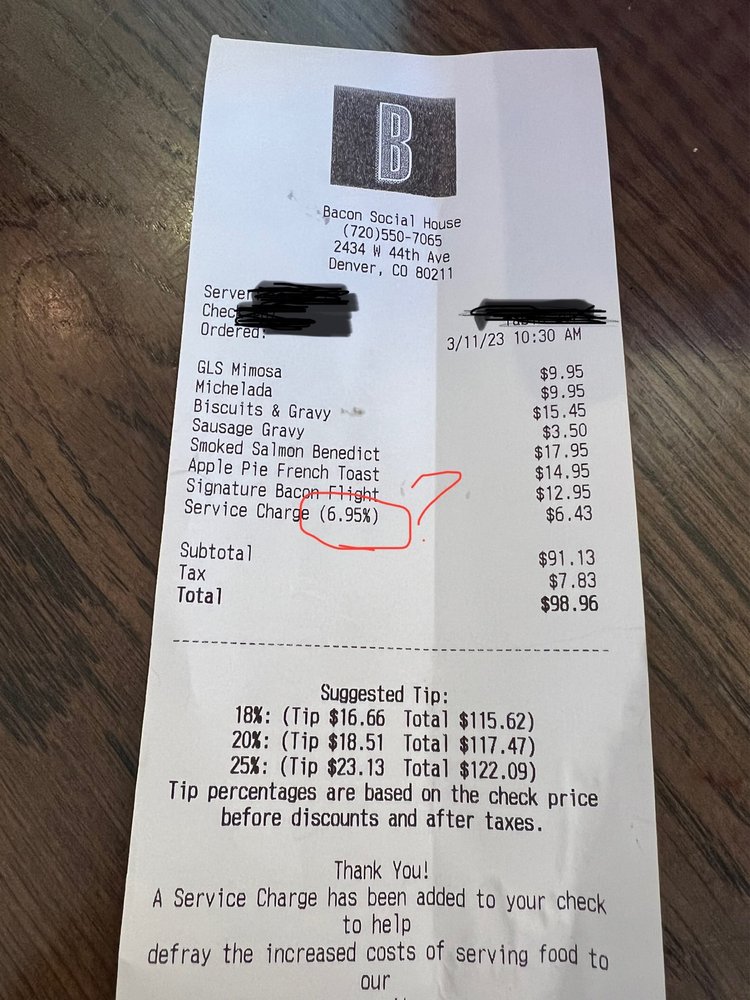 B
Bacon Social House
(720)550-7065
2434 W 44th Ave
Denver, CO 80211
Server
Chec
Ordered: 3/11/23 10:30 AM
GLS Mimosa $9.95
Michelada $9.95
Biscuits & Gravy $15.45
Sausage Gravy $3.50
Smoked Salmon Benedict $17.95
Apple Pie French Toast $14.95
Signature Bacon Flight $12.95
Service Charge (6.95%) $6.43
?
Subtotal $91.13
Tax $7.83
Total $98.96
Suggested Tip:
18%: (Tip $16.66 Total $115.62)
20%: (Tip $18.51 Total $117.47)
25%: (Tip $23.13 Total $122.09)
Tip percentages are based on the check price
before discounts and after taxes.
Thank You!
A Service Charge has been added to your check
to help
defray the increased costs of serving food to
our